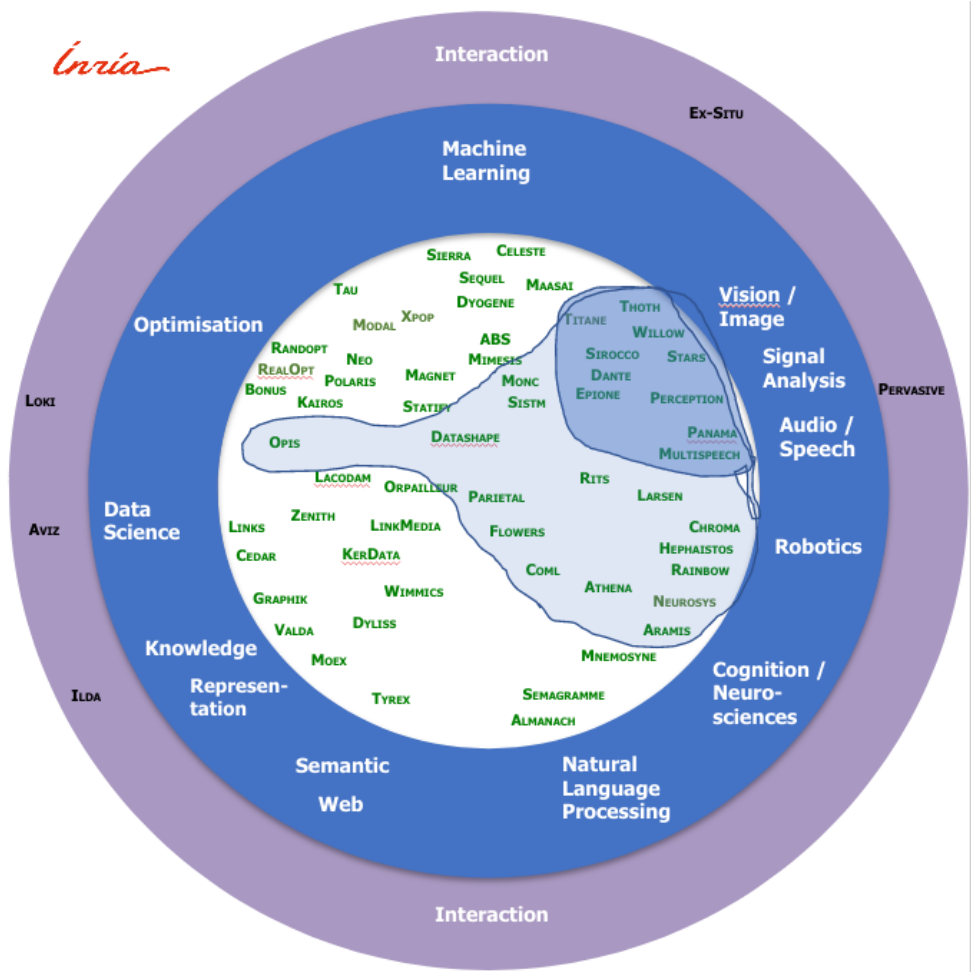 Inria
Interaction
Ex-Situ
Machine
Learning
Sierra
Celeste
Sequel
Maasai
Tau
Dyogene
Vision /
Image
Thoth
Titane
Modal
Xpop
Optimisation
Willow
ABS
Randopt
Neo
Mimesis
Sirocco
Stars
Signal
Analysis
RealOpt
Polaris
Magnet
Monc
Dante
Bonus
Kairos
Statify
Sistm
Epione
Perception
Pervasive
Loki
Opis
Datashape
Panama
Multispeech
Audio /
Speech
Lacodam
Orpailleur
Parietal
Rits
Larsen
Data
Science
Aviz
Zenith
Links
LinkMedia
Flowers
Chroma
Cedar
KerData
Hephaistos
Robotics
Coml
Rainbow
Graphik
Wimmics
Athena
Neurosys
Valda
Dyliss
Aramis
Knowledge
Represen-
tation
Moex
Mnemosyne
Cognition /
Neuro-
sciences
Ilda
Tyrex
Semagramme
Almanach
Semantic
Web
Natural
Language
Processing
Interaction